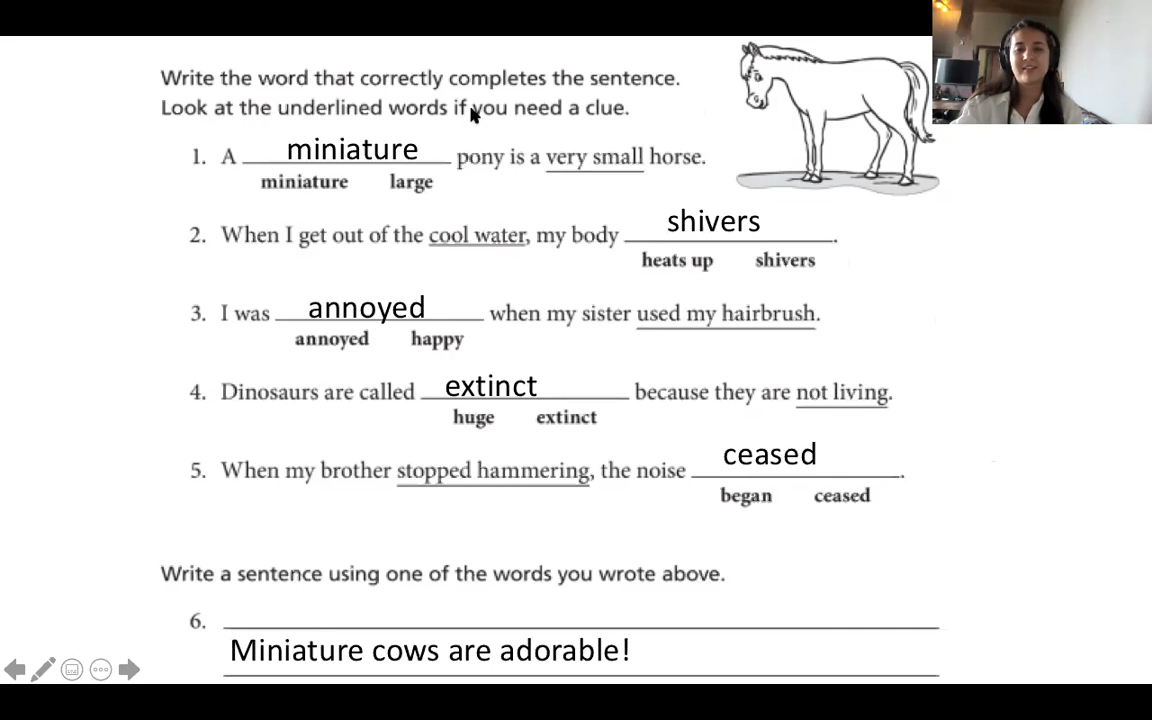 Write the word that correctly completes the sentence.
Look at the underlined words if you need a clue.
1. A miniature pony is a very small horse.
miniature large
2. When I get out of the cool water, my body shivers.
heats up shivers
3. I was annoyed when my sister used my hairbrush.
annoyed happy
4. Dinosaurs are called extinct because they are not living.
huge extinct
5. When my brother stopped hammering, the noise ceased.
began ceased
Write a sentence using one of the words you wrote above.
6.
Miniature cows are adorable!